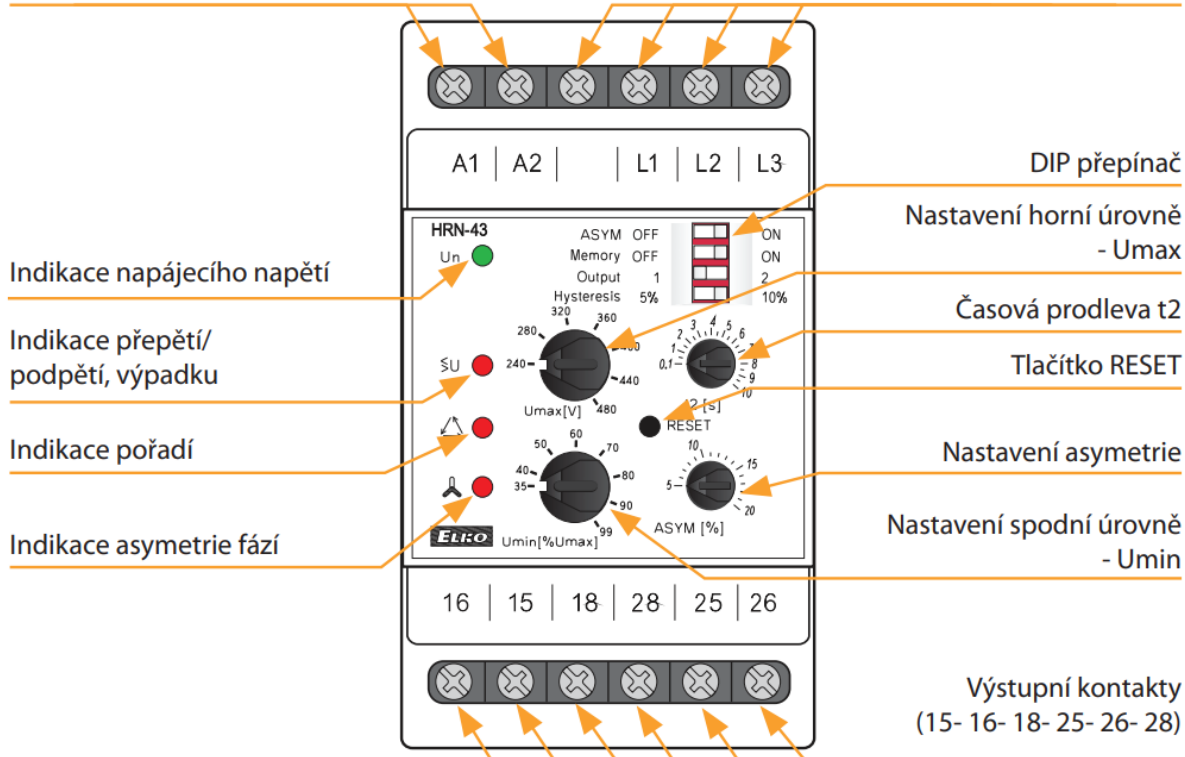 A1 A2 L1 L2 L3
DIP přepínač
Nastavení horní úrovně
- Umax
Časová prodleva t2
Tlačítko RESET
Nastavení asymetrie
Nastavení spodní úrovně
- Umin
Indikace napájecího napětí
Indikace přepětí/
podpětí, výpadku
Indikace pořadí
Indikace asymetrie fází
HRN-43
Un
ASYM OFF ON
Memory OFF ON
Output 1 2
Hysteresis 5% 10%
240 280 320 360 440 480
Umax[V]
0,1 1 2 3 4 5 6 8 9 10
[s]
≶U
RESET
35 40 50 60 70 80 90 99
Umin[%Umax]
5 10 15 20
ASYM [%]
ELKO
16 15 18 28 25 26
Výstupní kontakty
(15- 16- 18- 25- 26- 28)